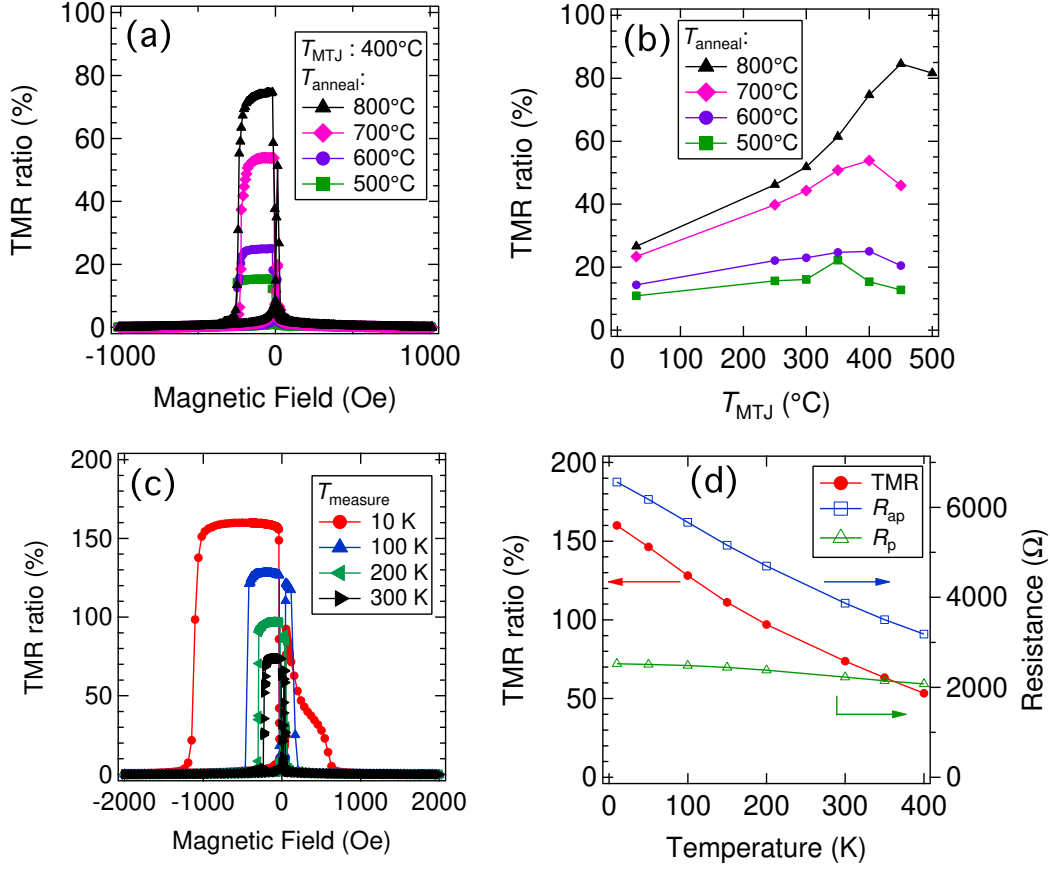 (a)
T_MTJ : 400°C
T_anneal:
800°C
700°C
600°C
500°C
TMR ratio (%)
100
80
60
40
20
0
-1000
0
1000
Magnetic Field (Oe)
(b)
T_anneal:
800°C
700°C
600°C
500°C
TMR ratio (%)
100
80
60
40
20
0
0
100
200
300
400
500
T_MTJ (°C)
(c)
T_measure
10 K
100 K
200 K
300 K
TMR ratio (%)
200
150
100
50
0
-2000
-1000
0
1000
2000
Magnetic Field (Oe)
(d)
TMR
R_ap
R_p
TMR ratio (%)
200
150
100
50
0
0
100
200
300
400
Temperature (K)
6000
4000
2000
0
Resistance (Ω)